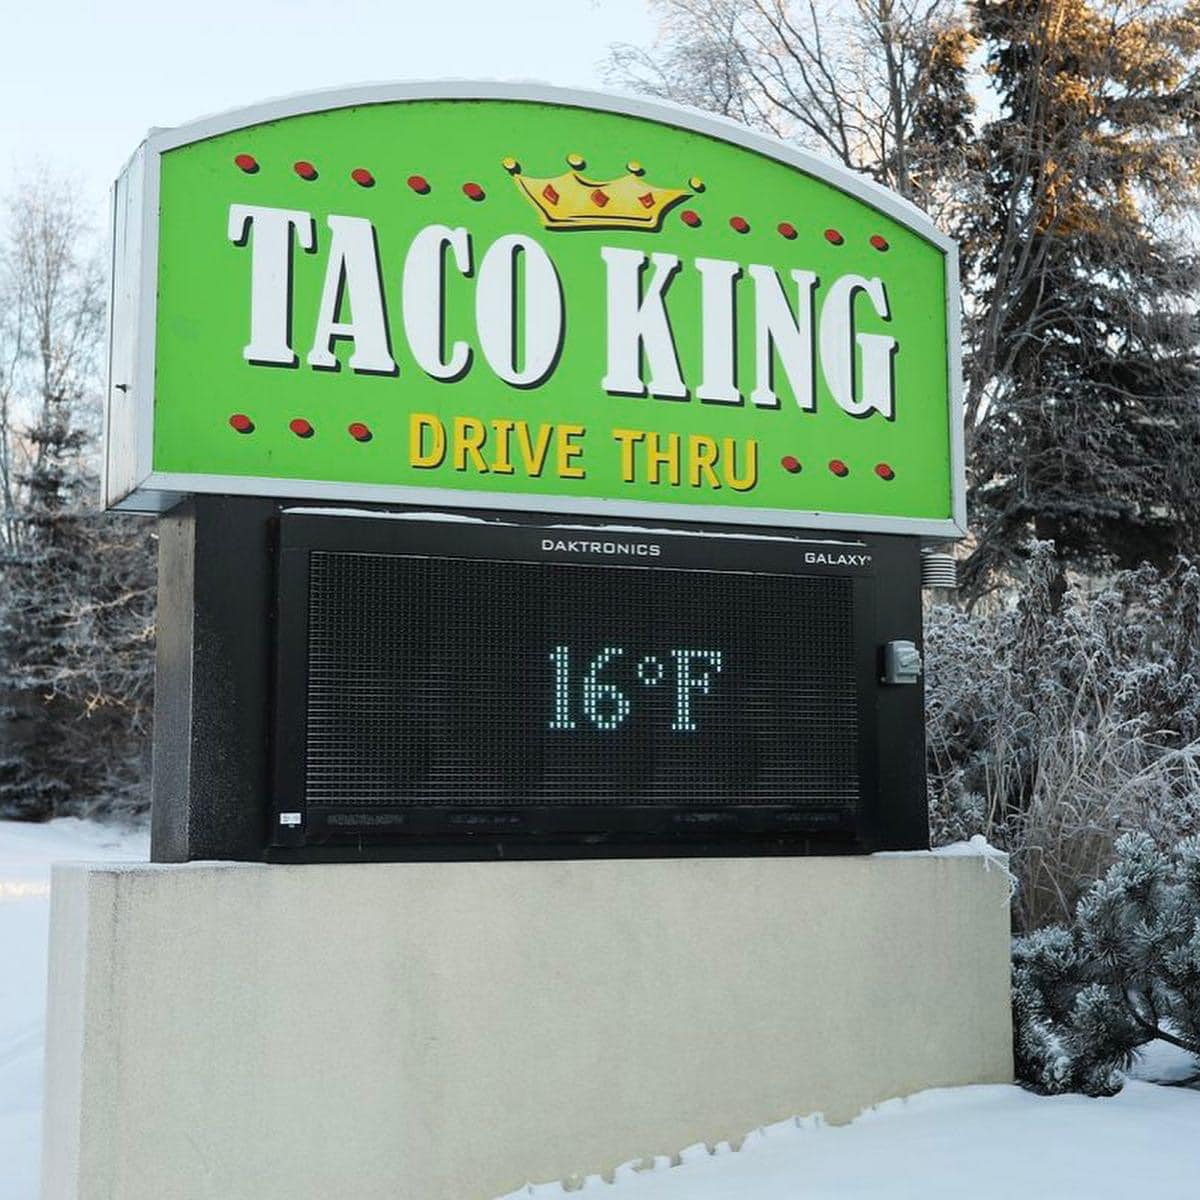 TACO KING
DRIVE THRU
DAKTRONICS
GALAXY®
16°F